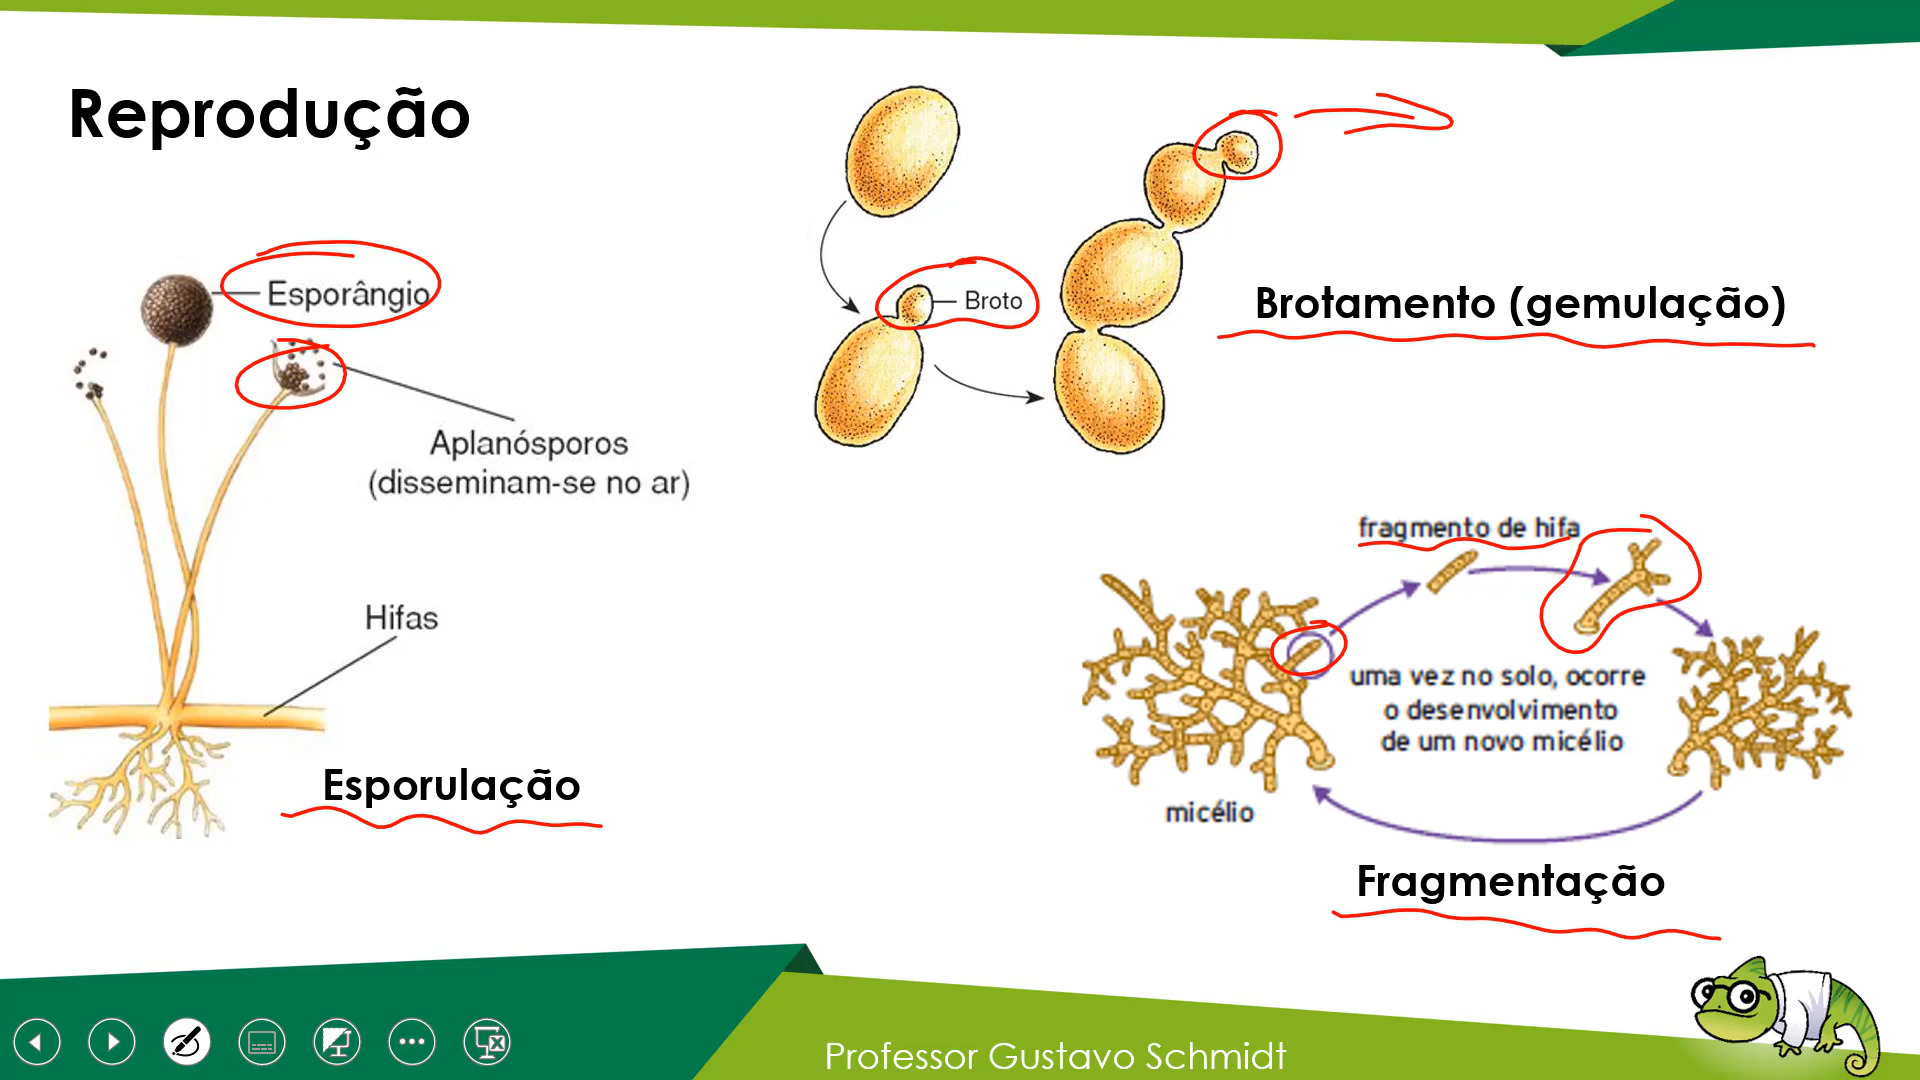 Reprodução
Esporângio
Aplanósporos
(disseminam-se no ar)
Hifas
Esporulação
Broto
Brotamento (gemulação)
fragmento de hifa
uma vez no solo, ocorre
o desenvolvimento
de um novo micélio
micélio
Fragmentação
Professor Gustavo Schmidt